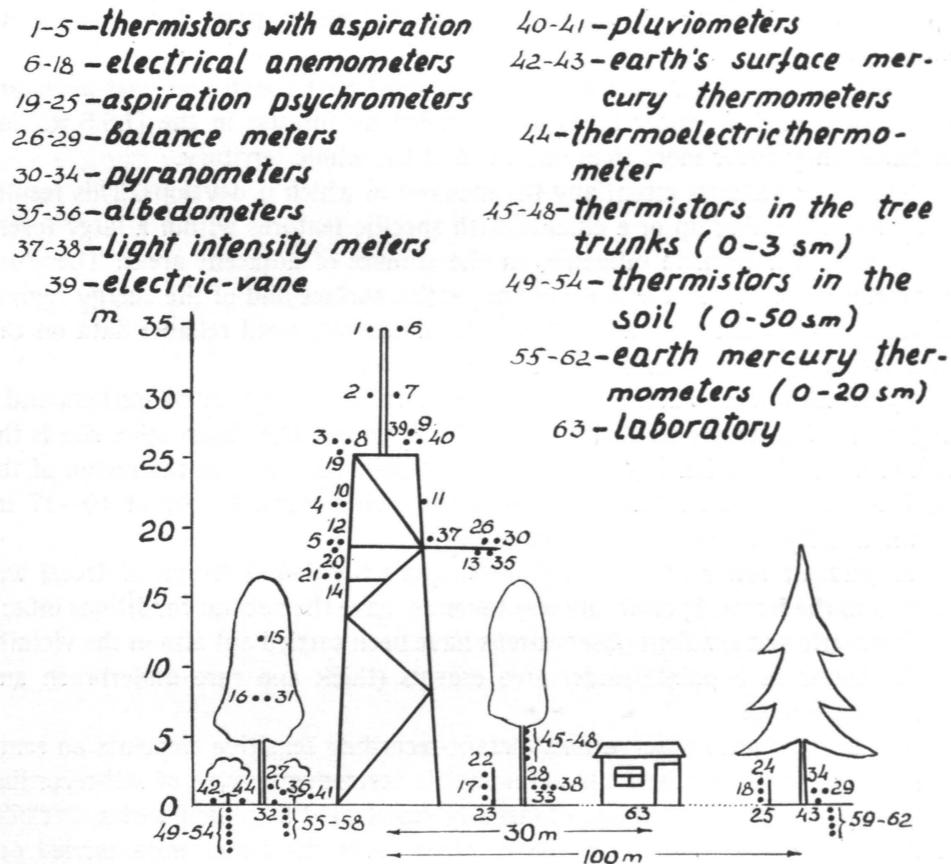 1-5-thermistors with aspiration
6-18-electrical anemometers
19-25-aspiration psychrometers
26-29-balance meters
30-34-pyranometers
35-36-albedometers
37-38-light intensity meters
39-electric-vane
40-41-pluviometers
42-43-earth's surface mer-
cury thermometers
44-thermoelectric thermo-
meter
45-48-thermistors in the tree
trunks (0-3 sm)
49-54-thermistors in the
soil (0-50 sm)
55-62-earth mercury ther-
mometers (0-20 sm)
63-laboratory
m
35
1 6
30
2 7
39 9
3 8 40
25
19
10
4 11
20
12 37 26
5 30
20 13 35
21
15 14
15
10
16 31
5
45-48
22 28 24 34
42 44 27 36 41 17 38 18 29
33
0 32 23 63 25 43
49-54 55-58 59-62
30 m
100 m